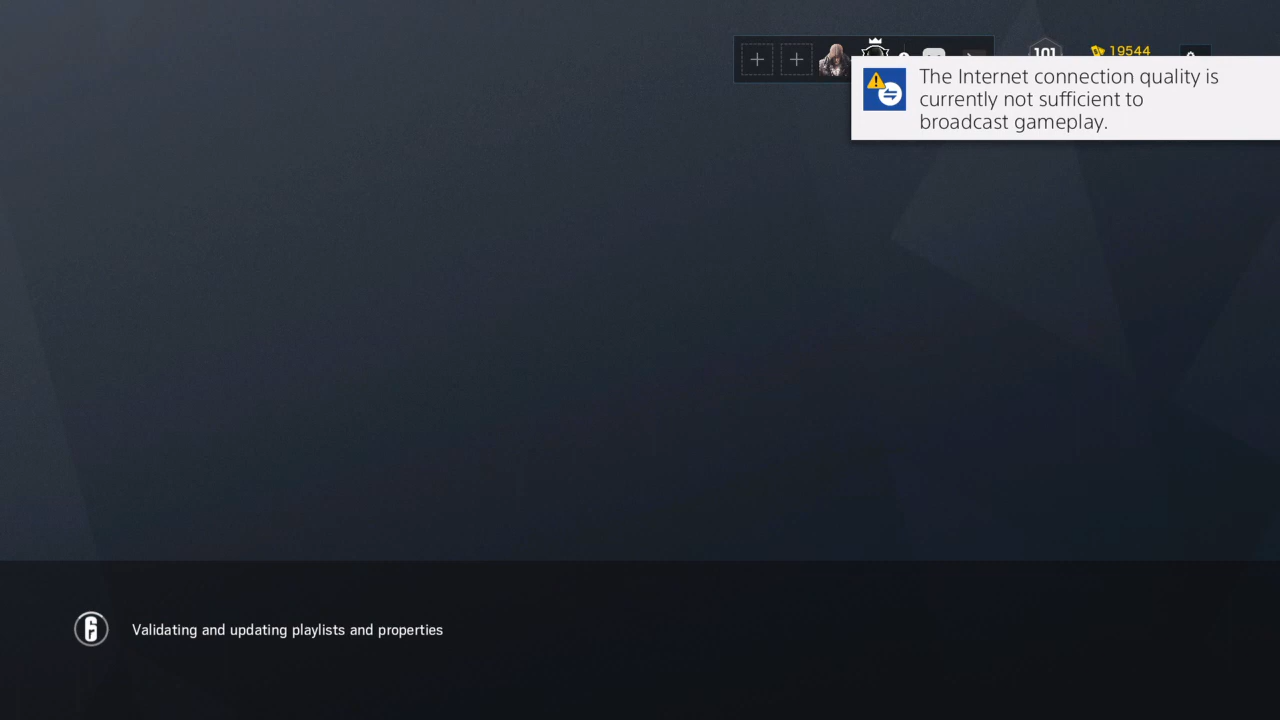 101
19544
The Internet connection quality is
currently not sufficient to
broadcast gameplay.
Validating and updating playlists and properties